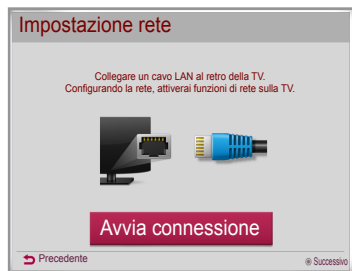 Impostazione rete
Collegare un cavo LAN al retro della TV.
Configurando la rete, attiverai funzioni di rete sulla TV.
Avvia connessione
Precedente
Successivo